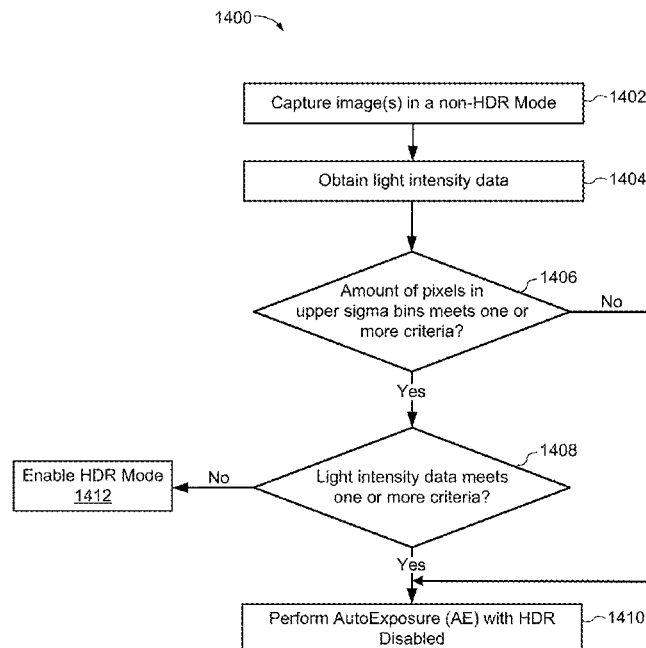 1400
Capture image(s) in a non-HDR Mode
1402
Obtain light intensity data
1404
Amount of pixels in
upper sigma bins meets one or
more criteria?
1406
No
Yes
Light intensity data meets
one or more criteria?
1408
No
Enable HDR Mode
1412
Yes
Perform AutoExposure (AE) with HDR
Disabled
1410